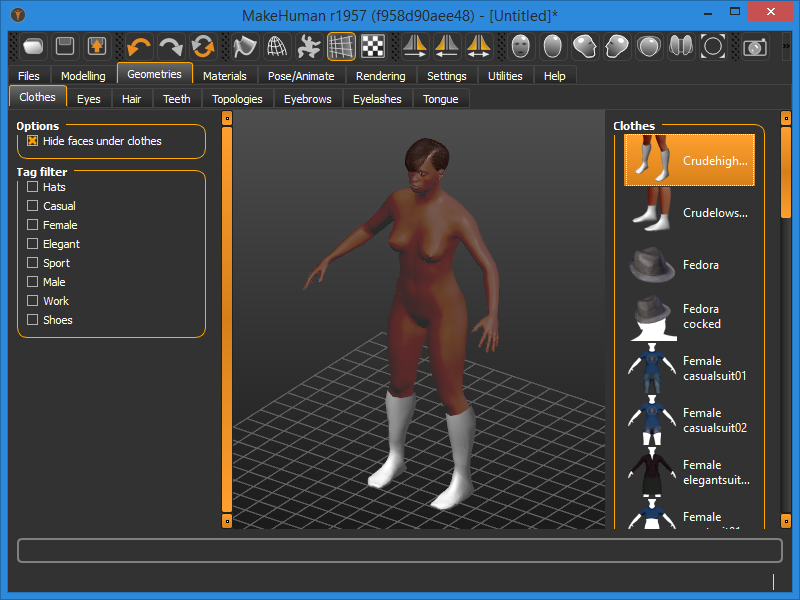 MakeHuman r1957 (f958d90aee48) - [Untitled]*
Files Modelling Geometries Materials Pose/Animate Rendering Settings Utilities Help
Clothes Eyes Hair Teeth Topologies Eyebrows Eyelashes Tongue
Options
Hide faces under clothes
Tag filter
Hats
Casual
Female
Elegant
Sport
Male
Work
Shoes
Clothes
Crudehigh...
Crudelows...
Fedora
Fedora
cocked
Female
casualsuit01
Female
casualsuit02
Female
elegantsuit...
Female